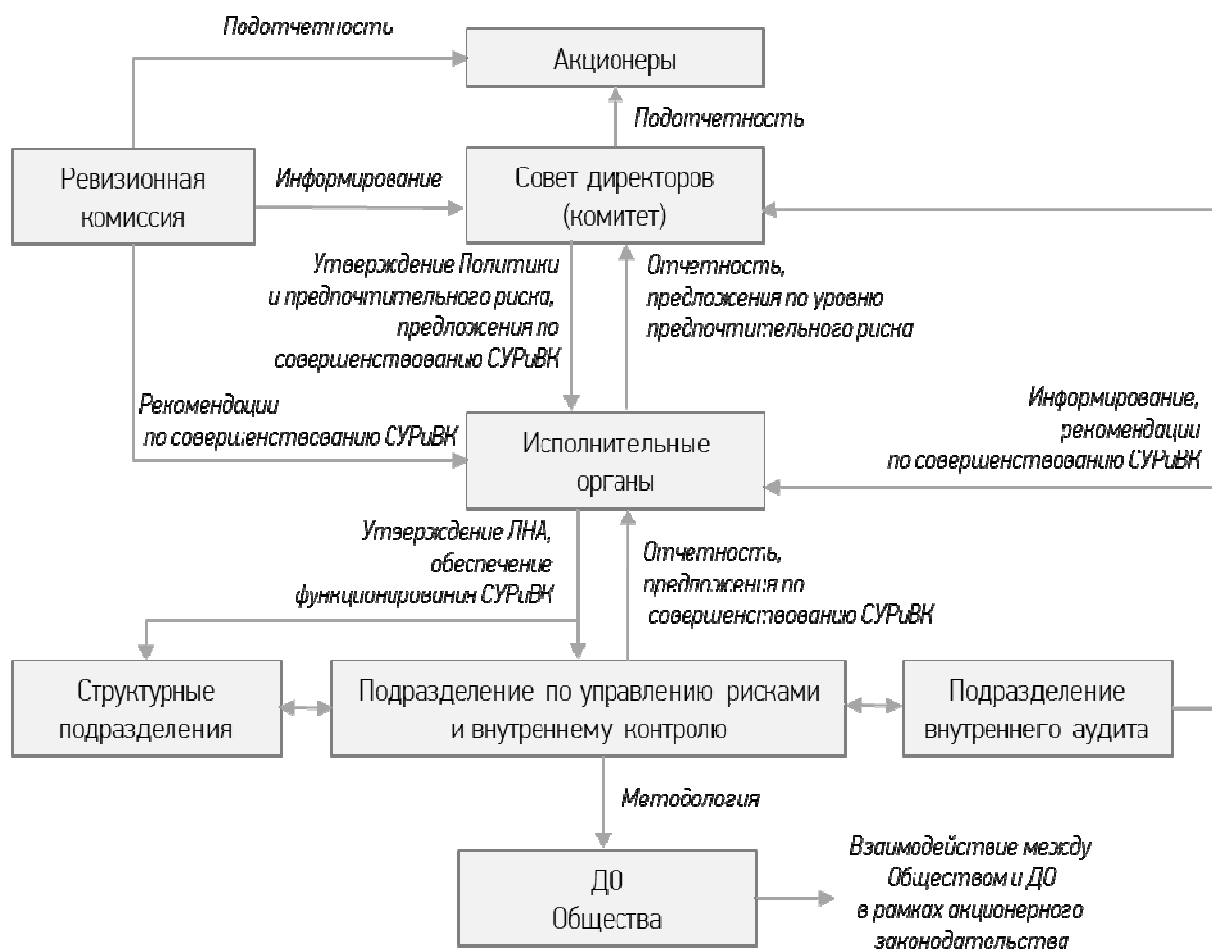 Подотчетность
Акционеры
Подотчетность
Ревизионная
комиссия
Информирование
Совет директоров
(комитет)
Утверждение Политики
и предпочтительного риска,
предложения по
совершенствованию СУРиВК
Отчетность,
предложения по уровню
предпочтительного риска
Рекомендации
по совершенствованию СУРиВК
Исполнительные
органы
Информирование,
рекомендации
по совершенствованию СУРиВК
Утверждение ЛНА,
обеспечение
функционирования СУРиВК
Отчетность,
предложения по
совершенствованию СУРиВК
Структурные
подразделения
Подразделение по управлению рисками
и внутреннему контролю
Подразделение
внутреннего аудита
Методология
ДО
Общества
Взаимодействие между
Обществом и ДО
в рамках акционерного
законодательства